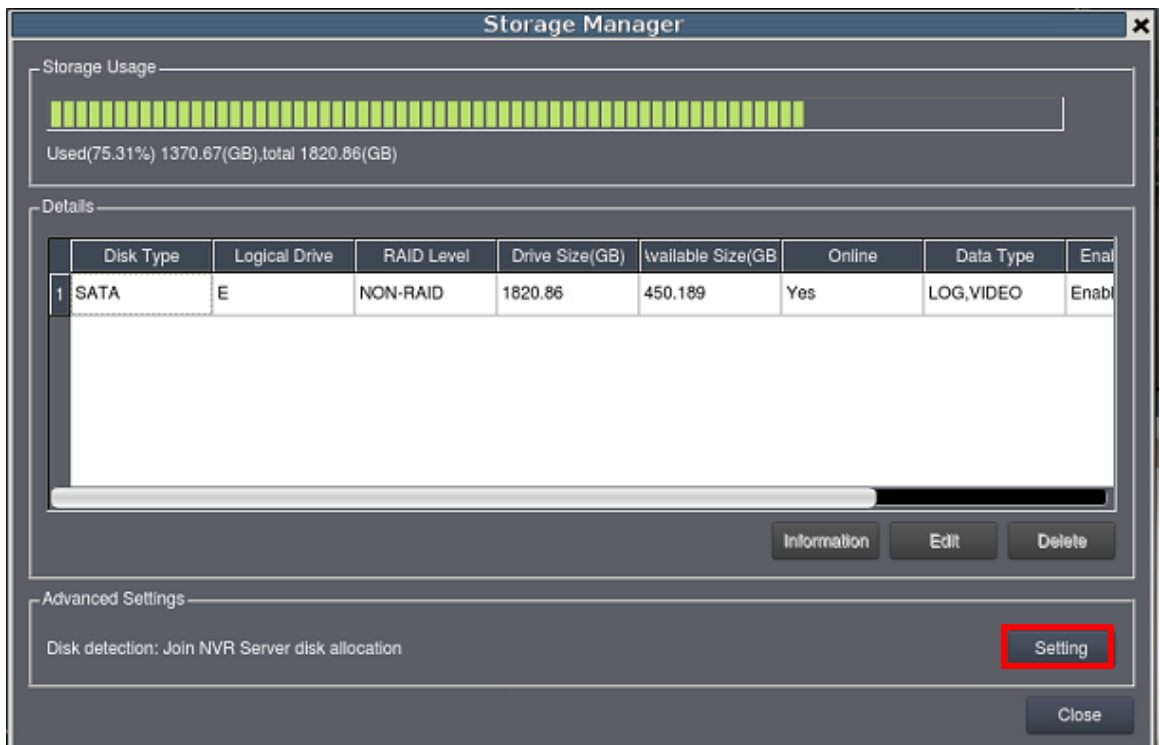 Storage Manager
Storage Usage
Used(75.31%) 1370.67(GB),total 1820.86(GB)
Details
Disk Type Logical Drive RAID Level Drive Size(GB) Available Size(GB Online Data Type Enal
1 SATA E NON-RAID 1820.86 450.189 Yes LOG,VIDEO Enabl
Information Edit Delete
Advanced Settings
Disk detection: Join NVR Server disk allocation
Setting
Close